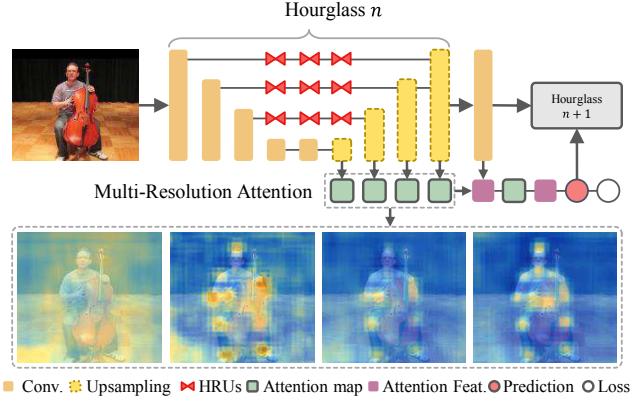 Hourglass n
Hourglass
n + 1
Multi-Resolution Attention
Conv. Upsampling HRUs Attention map Attention Feat. Prediction Loss